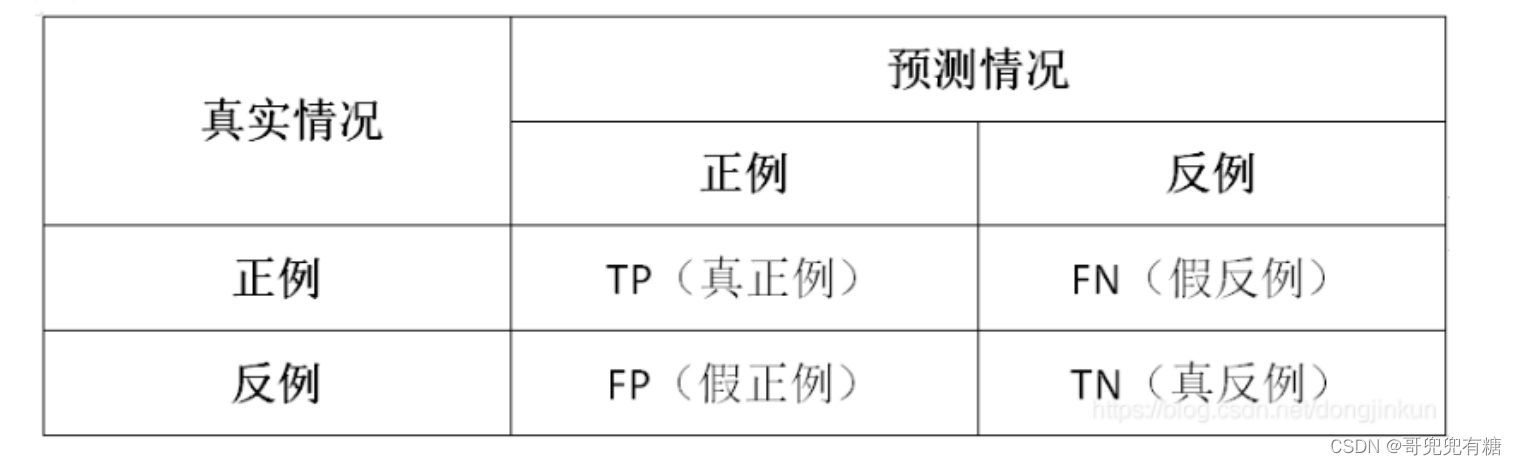 真实情况
预测情况
正例
反例
正例
TP（真正例）
FN（假反例）
反例
FP（假正例）
TN（真反例）
https://blog.csdn.net/dongjinkun
CSDN @哥兜兜有糖